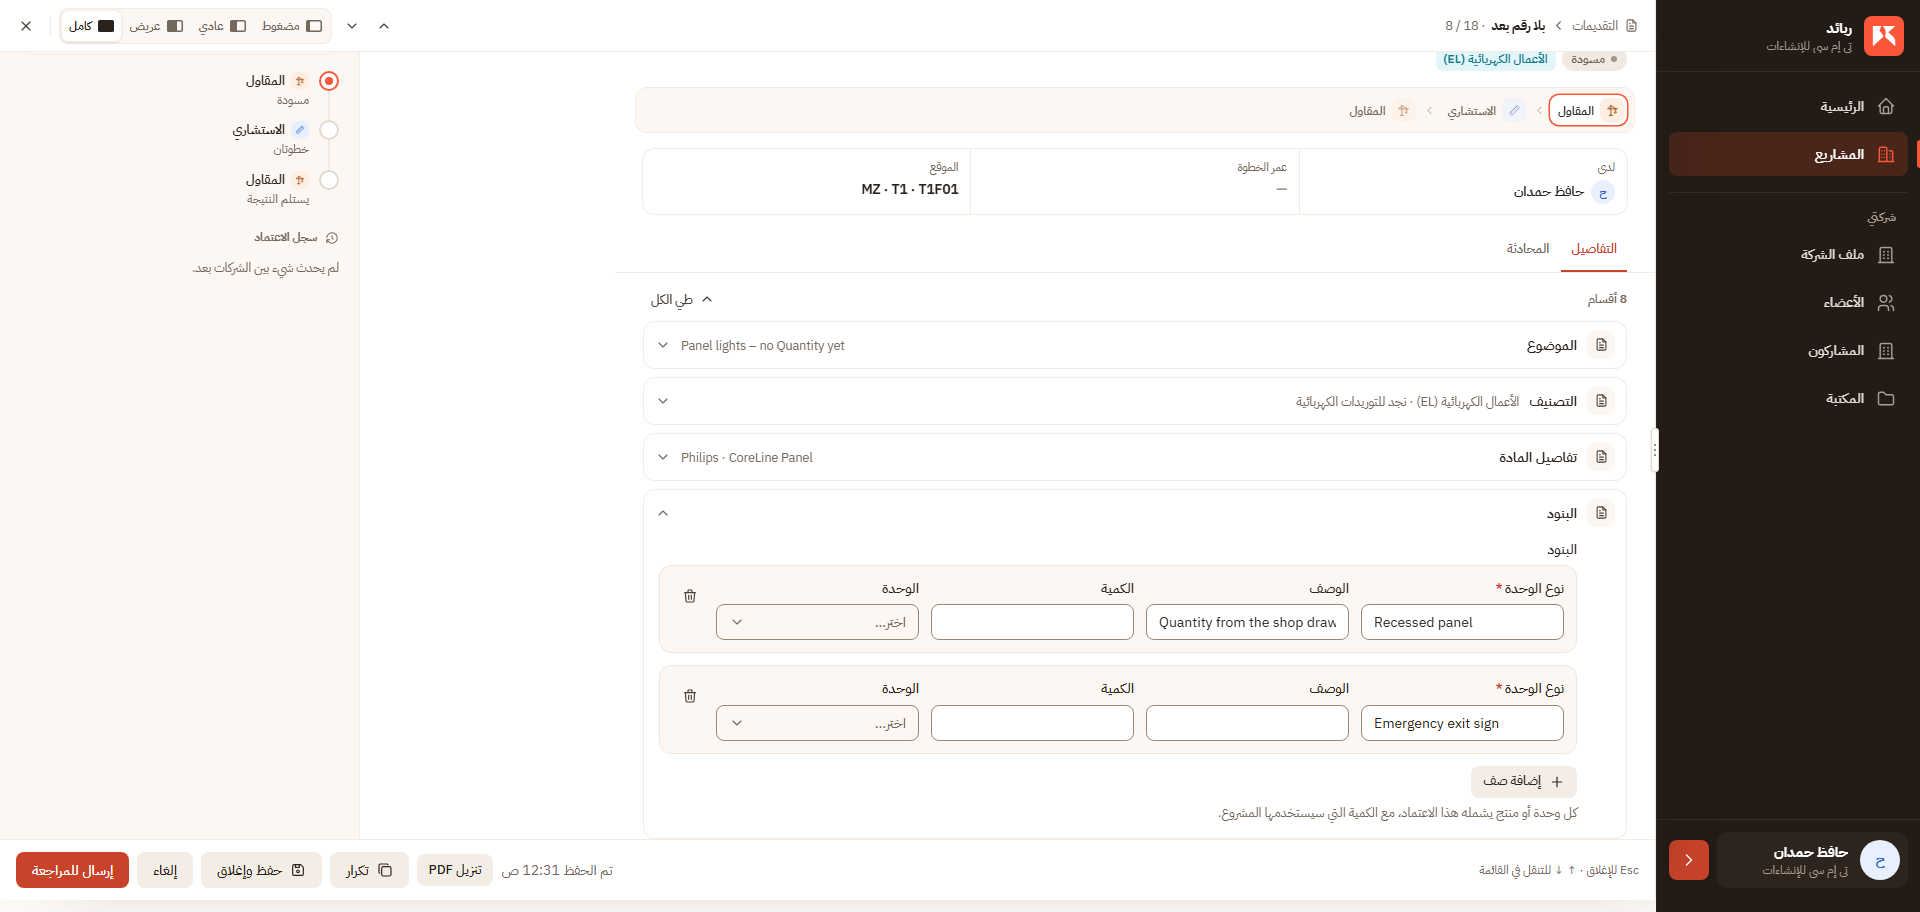 ربائد
تي إم سي للإنشاءات
الرئيسية
المشاريع
شركتي
ملف الشركة
الأعضاء
المشاركون
المكتبة
حافظ حمدان
تي إم سي للإنشاءات
ح
التقديمات
بلا رقم بعد · 18 / 8
مضغوط
عادي
عريض
كامل
مسودة
الأعمال الكهربائية (EL)
المقاول
الاستشاري
المقاول
لدى
ح
حافظ حمدان
عمر الخطوة
—
الموقع
MZ · T1 · T1F01
التفاصيل
المحادثة
8 أقسام
طي الكل
الموضوع
Panel lights – no Quantity yet
التصنيف
الأعمال الكهربائية (EL) · نجد للتوريدات الكهربائية
تفاصيل المادة
Philips · CoreLine Panel
البنود
البنود
نوع الوحدة *
الوصف
الكمية
الوحدة
Recessed panel
Quantity from the shop draw
اختر...
نوع الوحدة *
الوصف
الكمية
الوحدة
Emergency exit sign
اختر...
إضافة صف
كل وحدة أو منتج يشمله هذا الاعتماد، مع الكمية التي سيستخدمها المشروع.
المقاول
مسودة
الاستشاري
خطوتان
المقاول
يستلم النتيجة
سجل الاعتماد
لم يحدث شيء بين الشركات بعد.
Esc للإغلاق · ↑ ↓ للتنقل في القائمة
تم الحفظ 12:31 ص
تنزيل PDF
تكرار
حفظ وإغلاق
إلغاء
إرسال للمراجعة